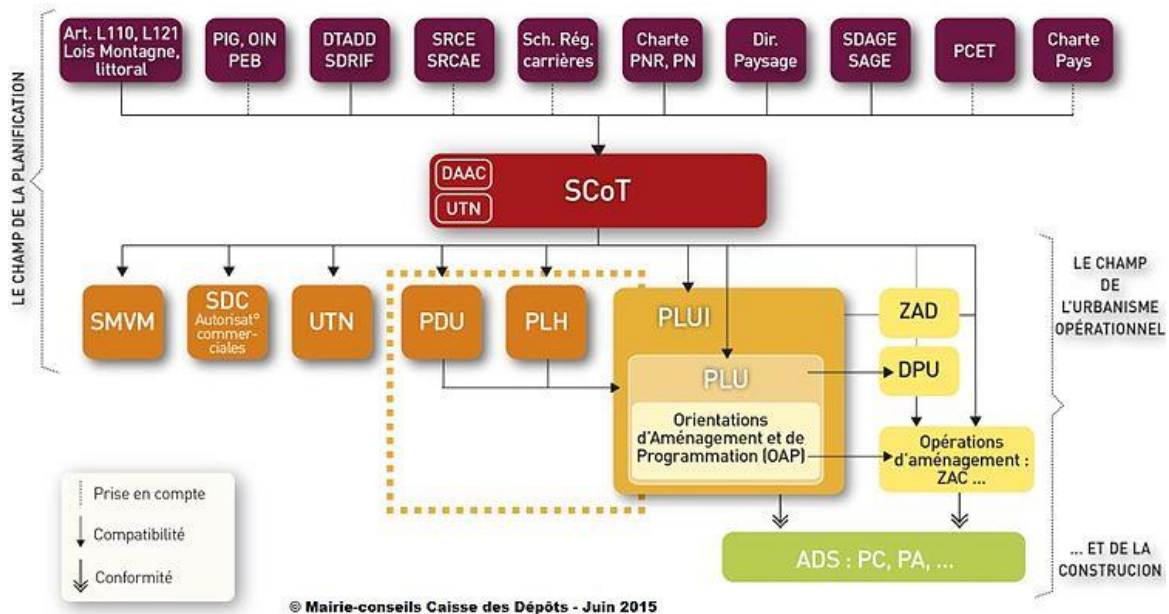 Art. L110, L121
Lois Montagne,
littoral
PIG, OIN
PEB
DTADD
SDRIF
SRCE
SRCAE
Sch. Rég.
carrières
Charte
PNR, PN
Dir.
Paysage
SDAGE
SAGE
PCET
Charte
Pays
LE CHAMP DE LA PLANIFICATION
DAAC
UTN
SCoT
SMVM
SDC
Autorisat°
commer-
ciales
UTN
PDU
PLH
PLUI
PLU
Orientations
d'Aménagement et de
Programmation (OAP)
ZAD
DPU
Opérations
d'aménagement :
ZAC ...
LE CHAMP
DE
L'URBANISME
OPÉRATIONNEL
ADS : PC, PA, ...
... ET DE LA
CONSTRUCION
Prise en compte
Compatibilité
Conformité
© Mairie-conseils Caisse des Dépôts - Juin 2015